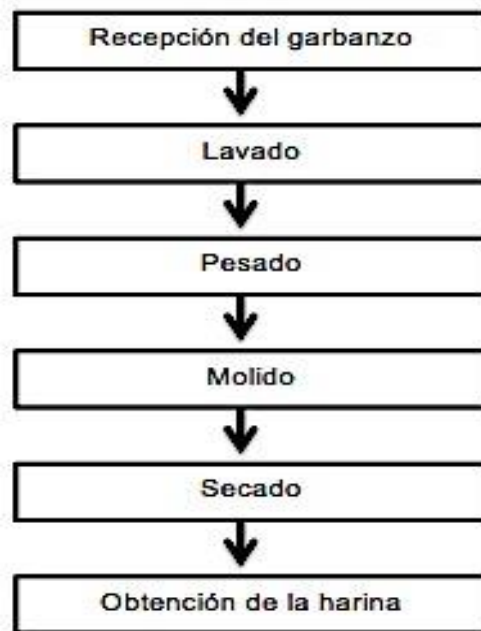 Recepción del garbanzo
Lavado
Pesado
Molido
Secado
Obtención de la harina